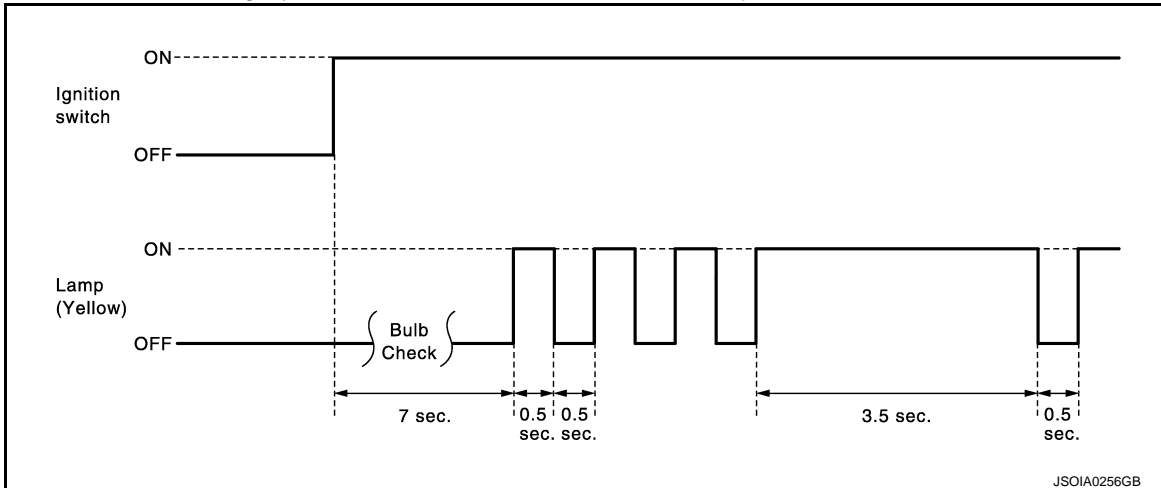 ON
Ignition
switch
OFF
ON
Lamp
(Yellow)
OFF
Bulb
Check
7 sec.
0.5
sec.
0.5
sec.
3.5 sec.
0.5
sec.
JSOIA0256GB